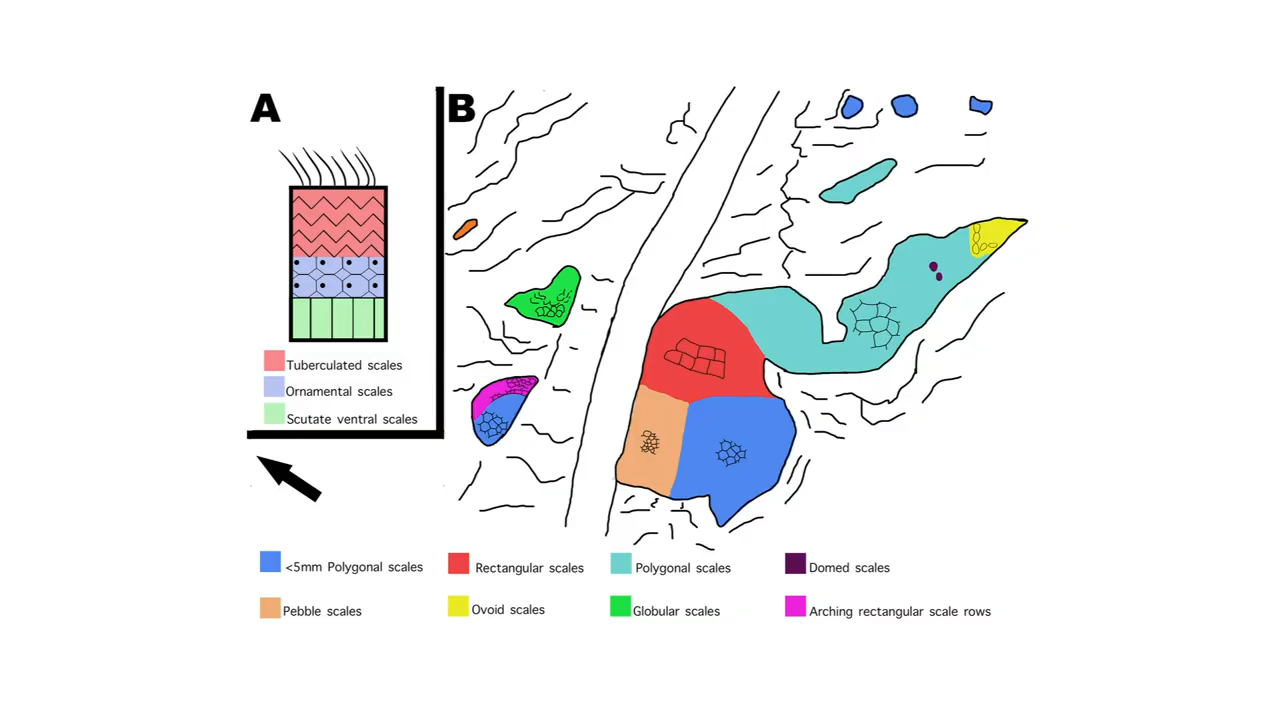 A
B
Tuberculated scales
Ornamental scales
Scutate ventral scales
<5mm Polygonal scales
Rectangular scales
Polygonal scales
Domed scales
Pebble scales
Ovoid scales
Globular scales
Arching rectangular scale rows